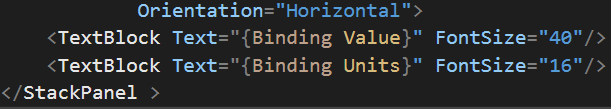 Orientation="Horizontal">
<TextBlock Text="{Binding Value}" FontSize="40"/>
<TextBlock Text="{Binding Units}" FontSize="16"/>
</StackPanel >